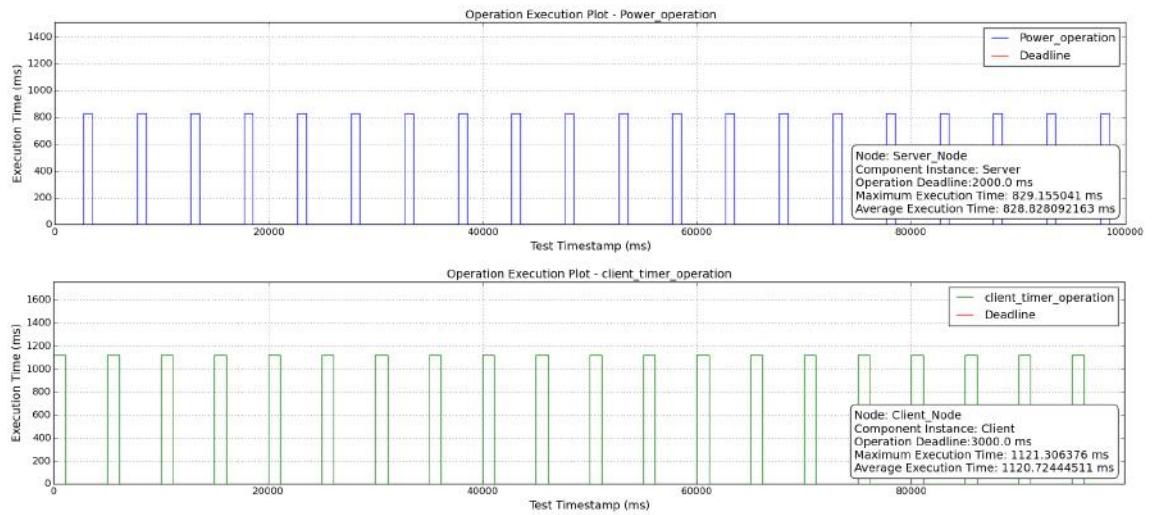 Operation Execution Plot - Power_operation
Execution Time (ms)
1400
1200
1000
800
600
400
200
0
Power_operation
Deadline
Node: Server_Node
Component Instance: Server
Operation Deadline:2000.0 ms
Maximum Execution Time: 829.155041 ms
Average Execution Time: 828.828092163 ms
0 20000 40000 60000 80000 100000
Test Timestamp (ms)
Operation Execution Plot - client_timer_operation
Execution Time (ms)
1600
1400
1200
1000
800
600
400
200
0
client_timer_operation
Deadline
Node: Client_Node
Component Instance: Client
Operation Deadline:3000.0 ms
Maximum Execution Time: 1121.306376 ms
Average Execution Time: 1120.72444511 ms
0 20000 40000 60000 80000
Test Timestamp (ms)